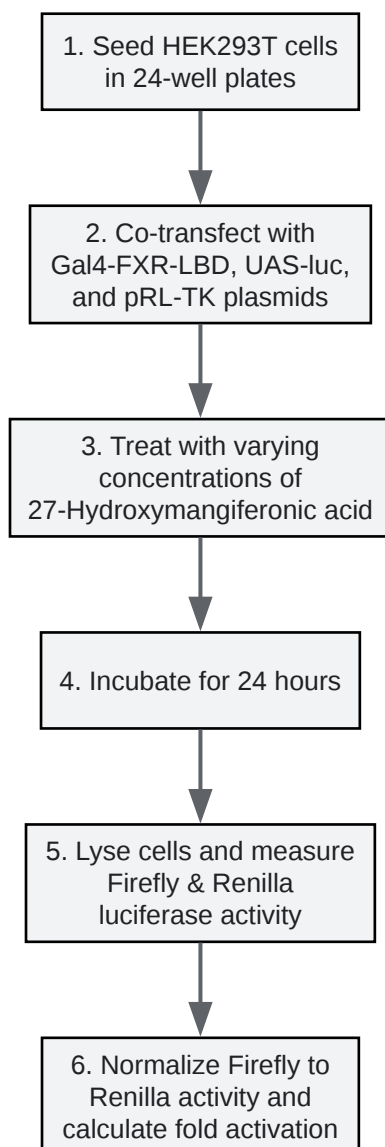 1. Seed HEK293T cells
in 24-well plates
2. Co-transfect with
Gal4-FXR-LBD, UAS-luc,
and pRL-TK plasmids
3. Treat with varying
concentrations of
27-Hydroxymangiferonic acid
4. Incubate for 24 hours
5. Lyse cells and measure
Firefly & Renilla
luciferase activity
6. Normalize Firefly to
Renilla activity and
calculate fold activation